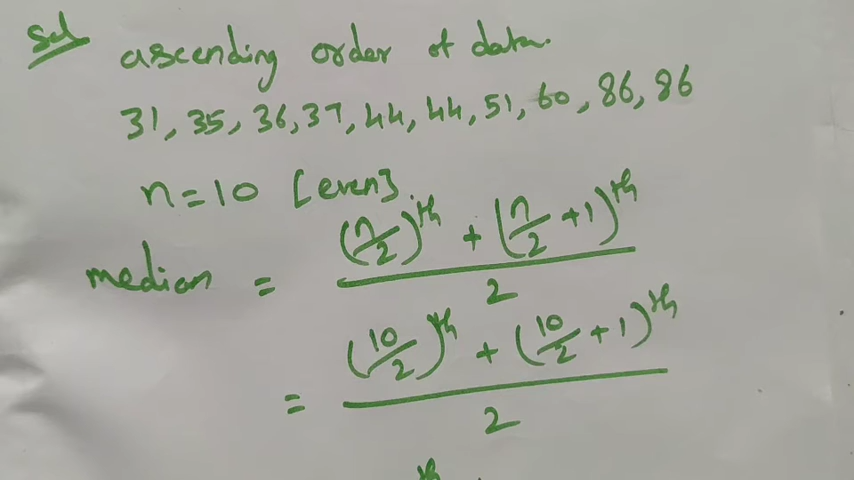 Sol ascending order of data.
31, 35, 36, 37, 44, 44, 51, 60, 86, 86
n = 10 [even].
median = ((n/2)th + (n/2 + 1)th) / 2
= ((10/2)th + (10/2 + 1)th) / 2
th